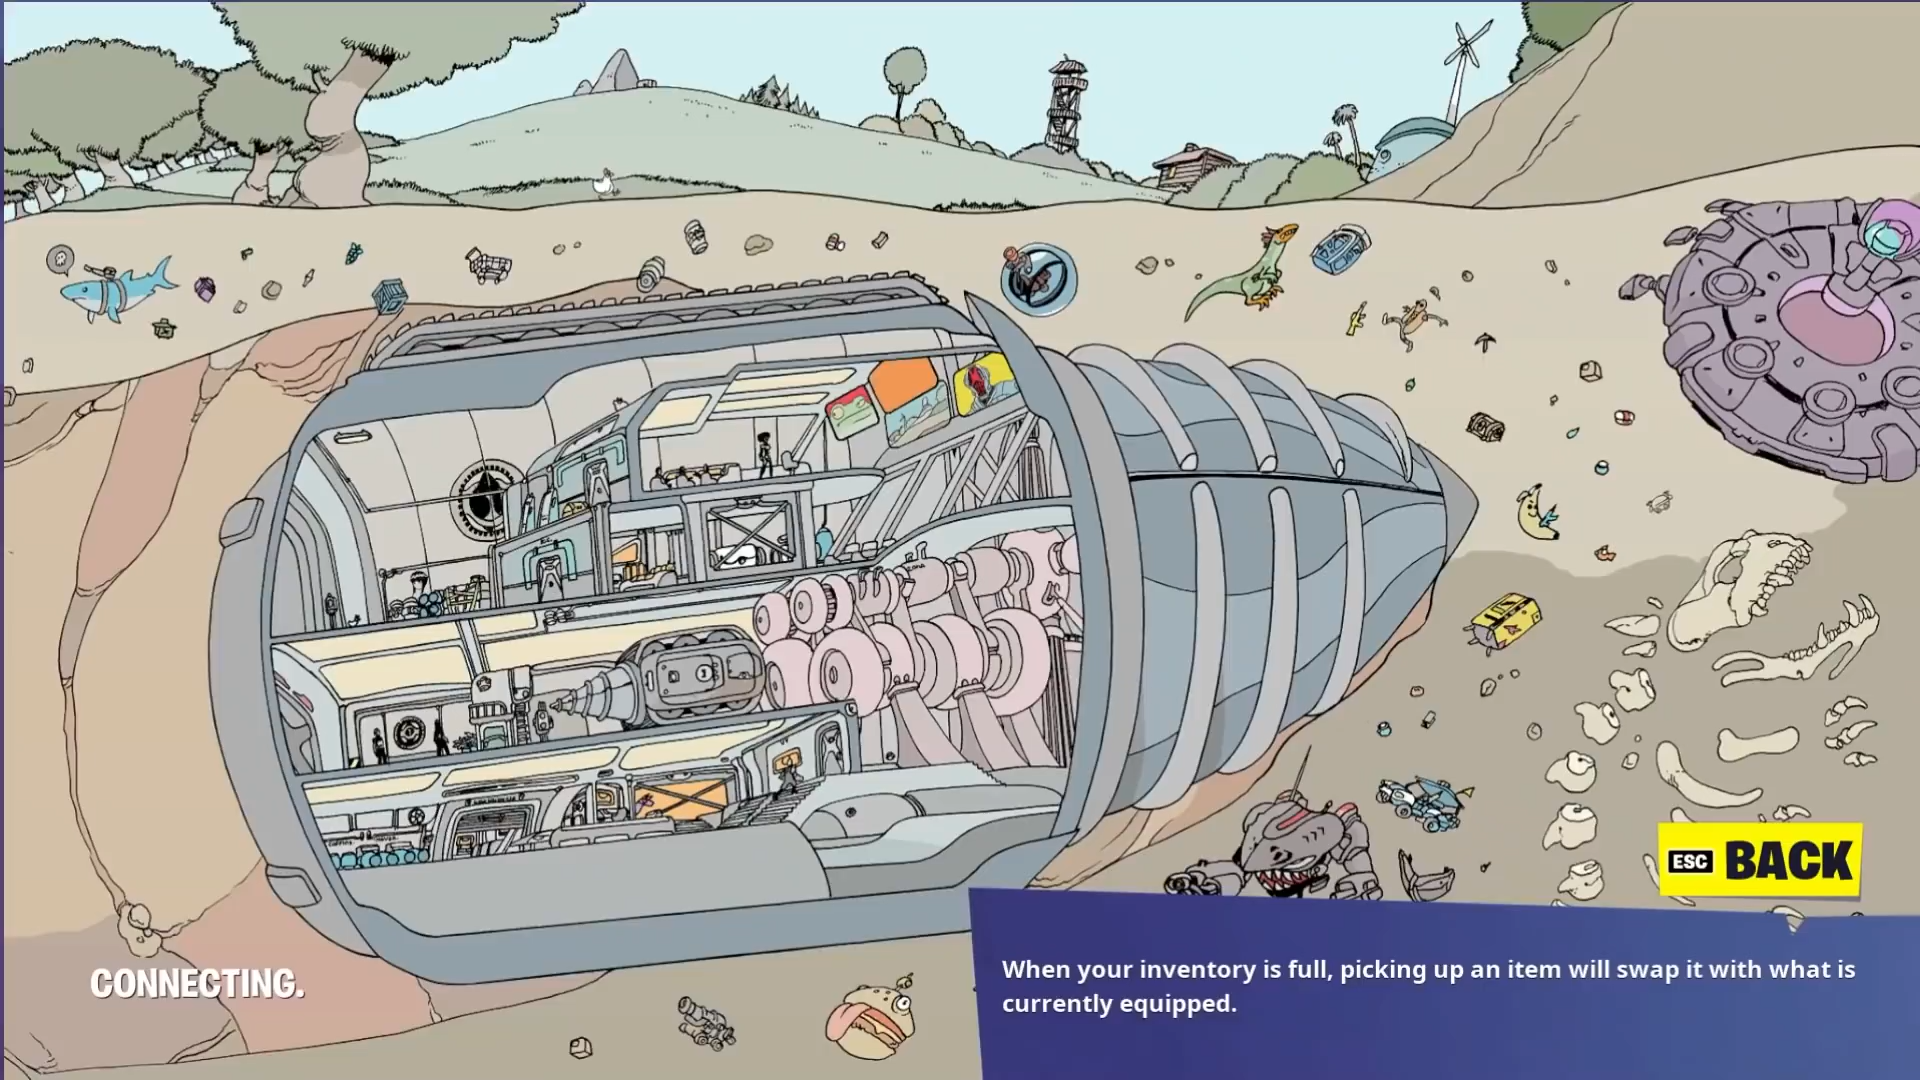 ESC BACK
CONNECTING.
When your inventory is full, picking up an item will swap it with what is
currently equipped.